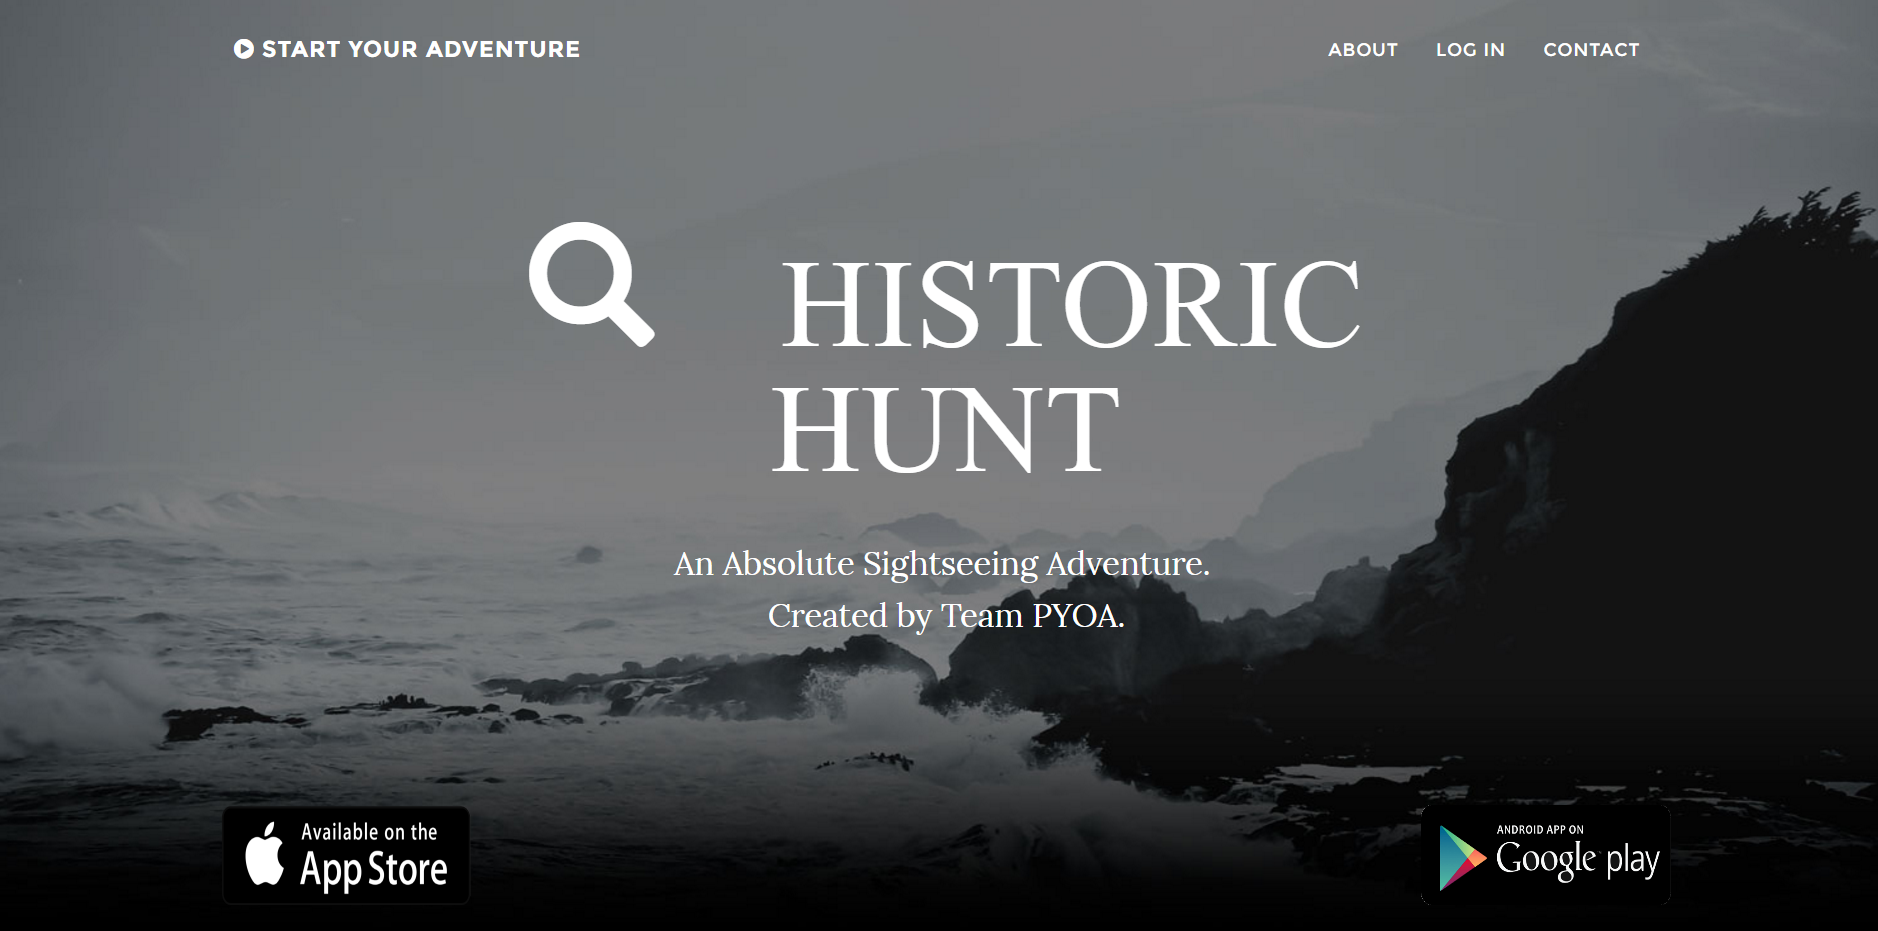 START YOUR ADVENTURE
ABOUT LOG IN CONTACT
HISTORIC
HUNT
An Absolute Sightseeing Adventure.
Created by Team PYOA.
Available on the
App Store
ANDROID APP ON
Google play